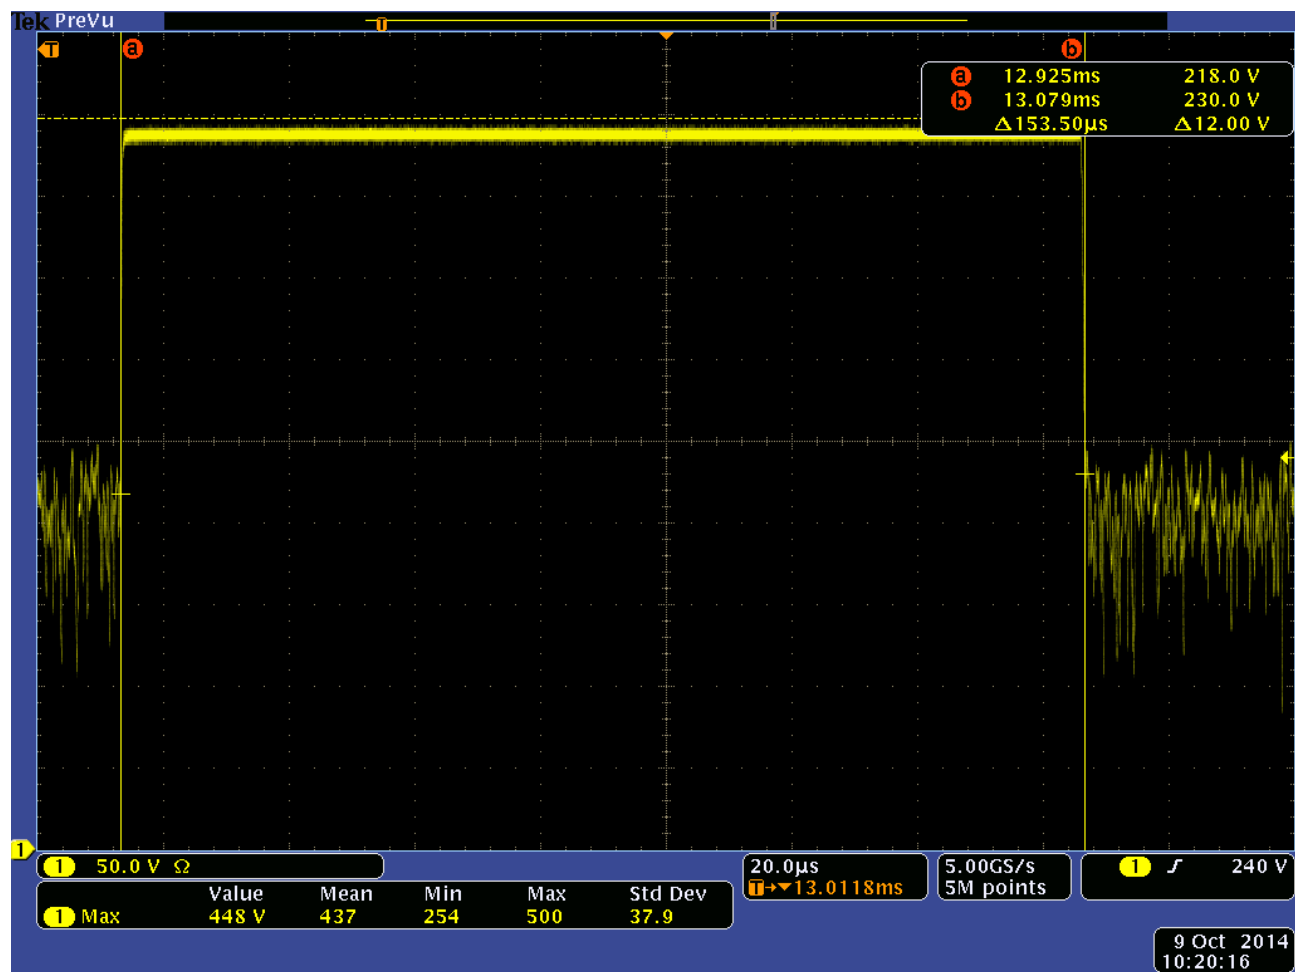 Tek PreVu
T
T a b
a 12.925ms 218.0 V
b 13.079ms 230.0 V
Δ153.50µs Δ12.00 V
1
1 50.0 V Ω
20.0µs
T→▼13.0118ms
5.00GS/s
5M points
1 240 V
Value Mean Min Max Std Dev
1 Max 448 V 437 254 500 37.9
9 Oct 2014
10:20:16